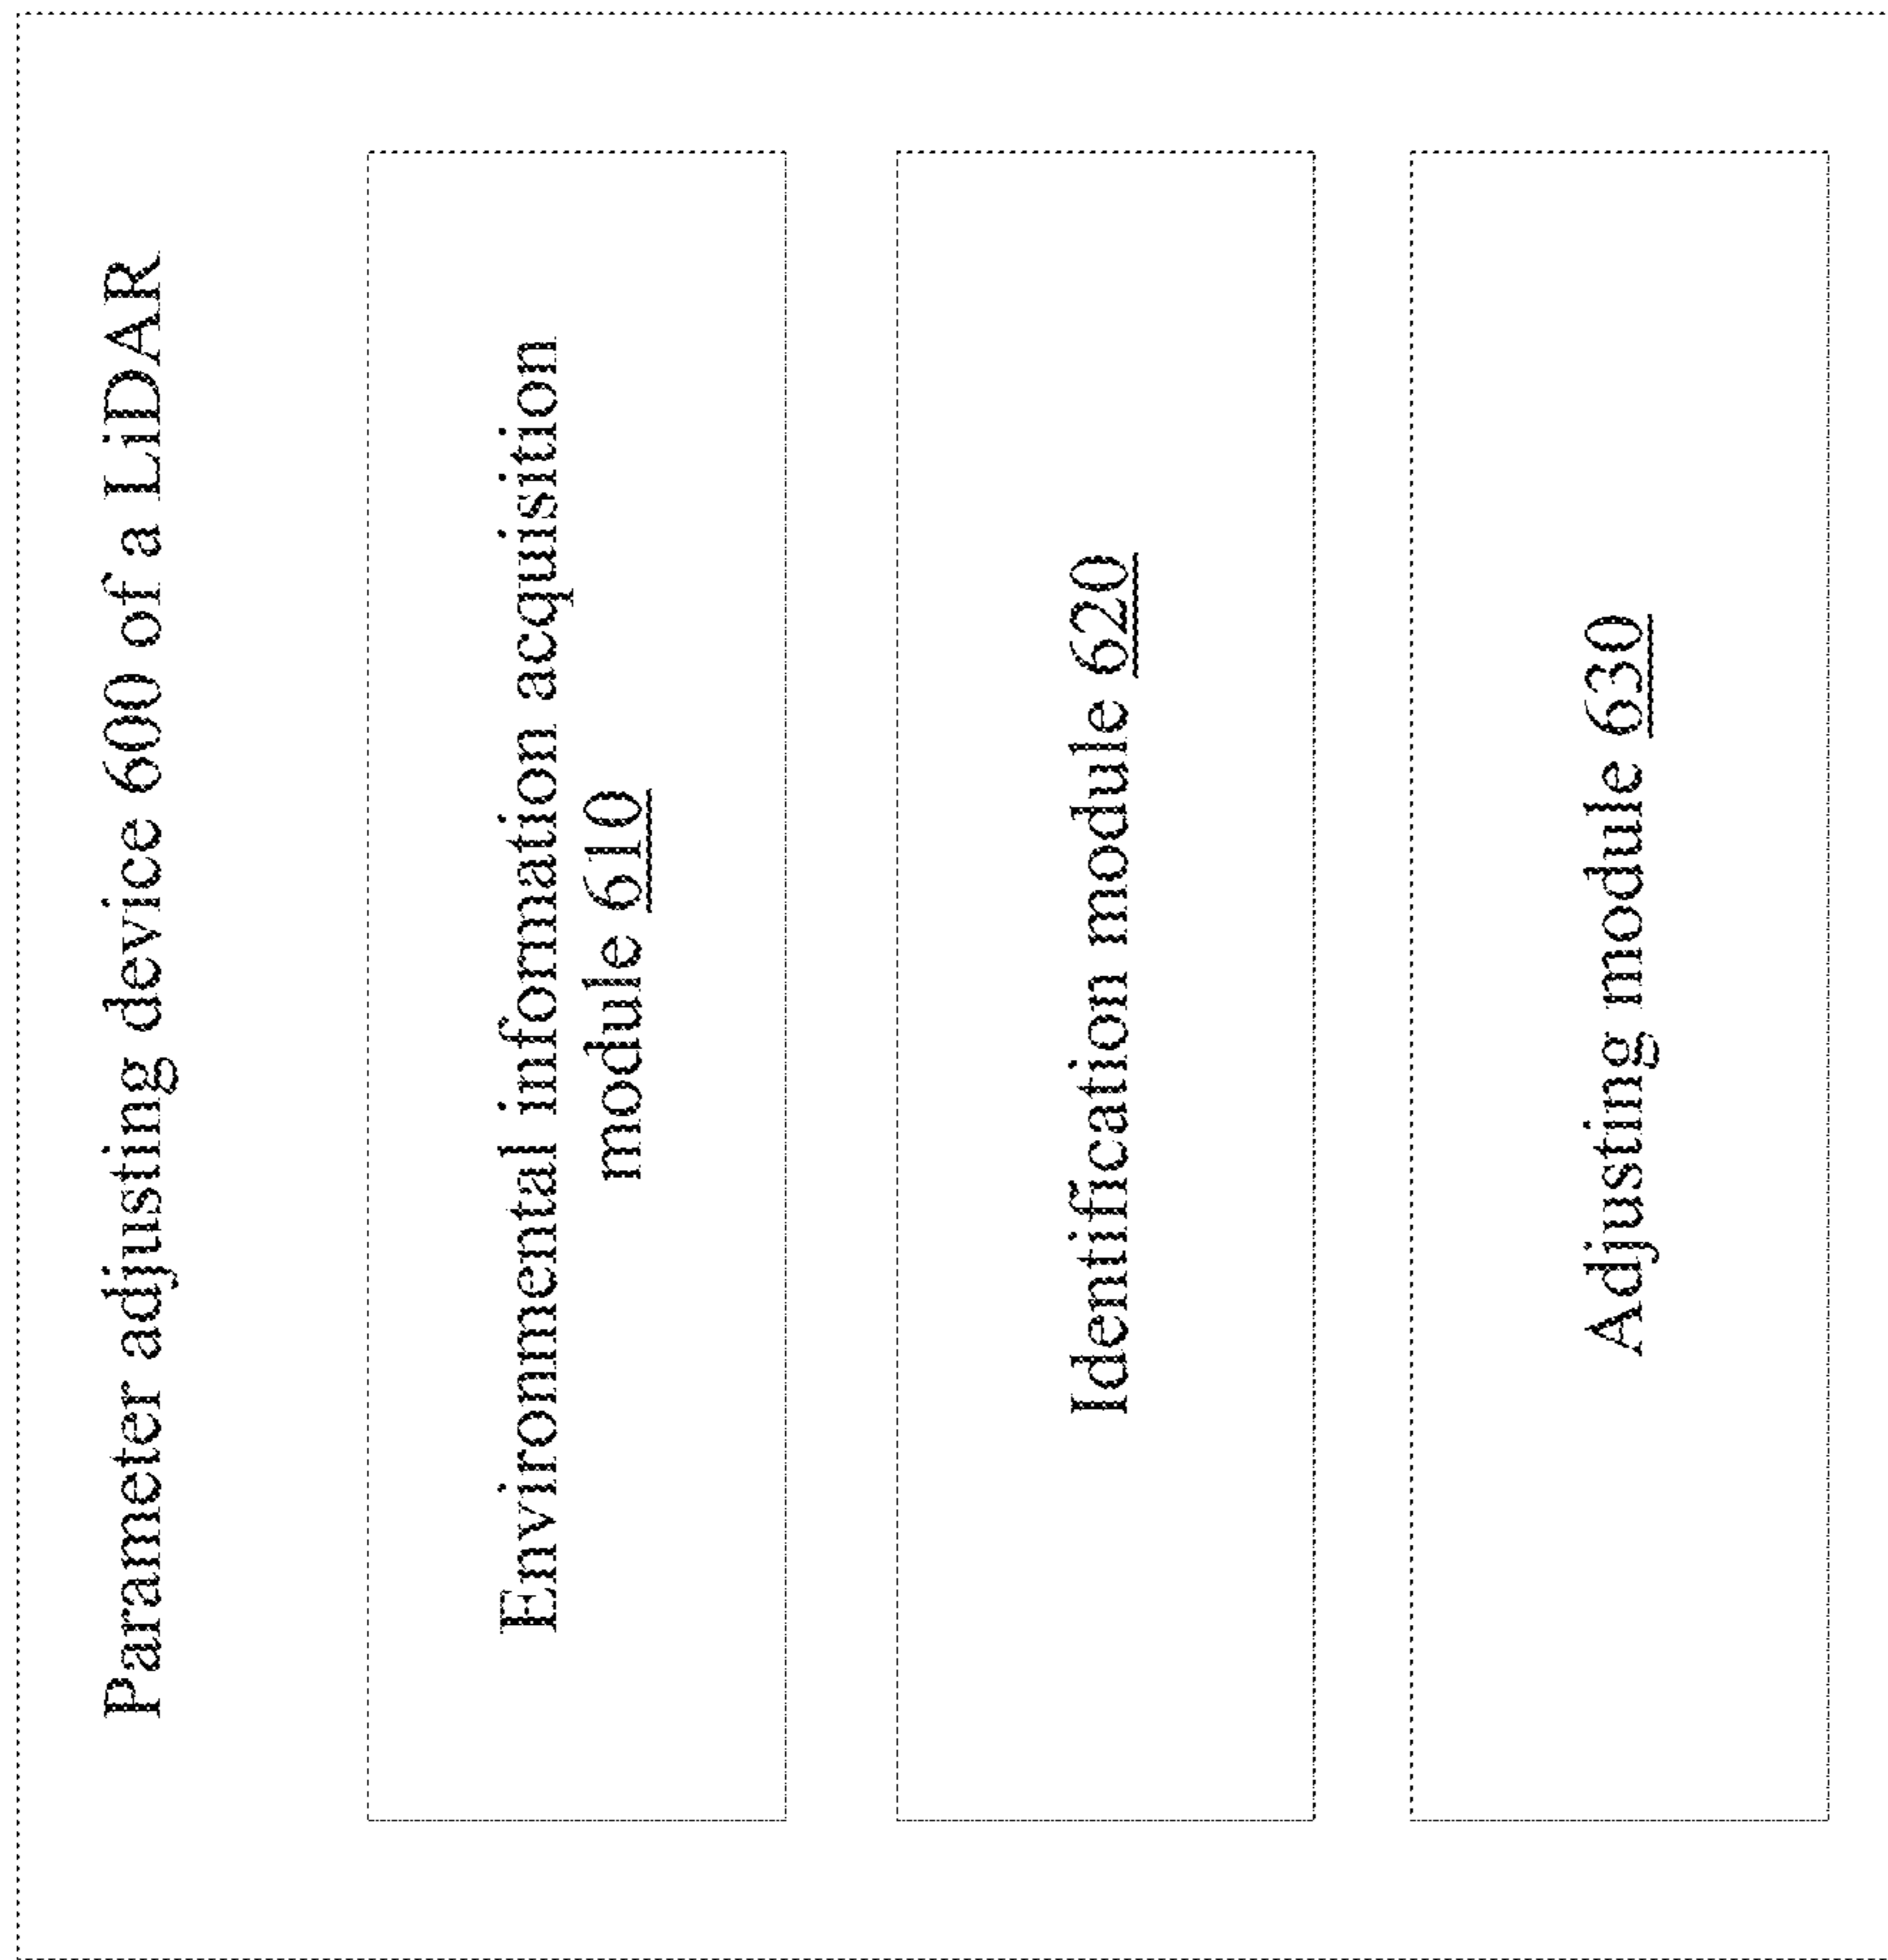 Parameter adjusting device 600 of a LiDAR
Environmental information acquisition
module 610
Identification module 620
Adjusting module 630